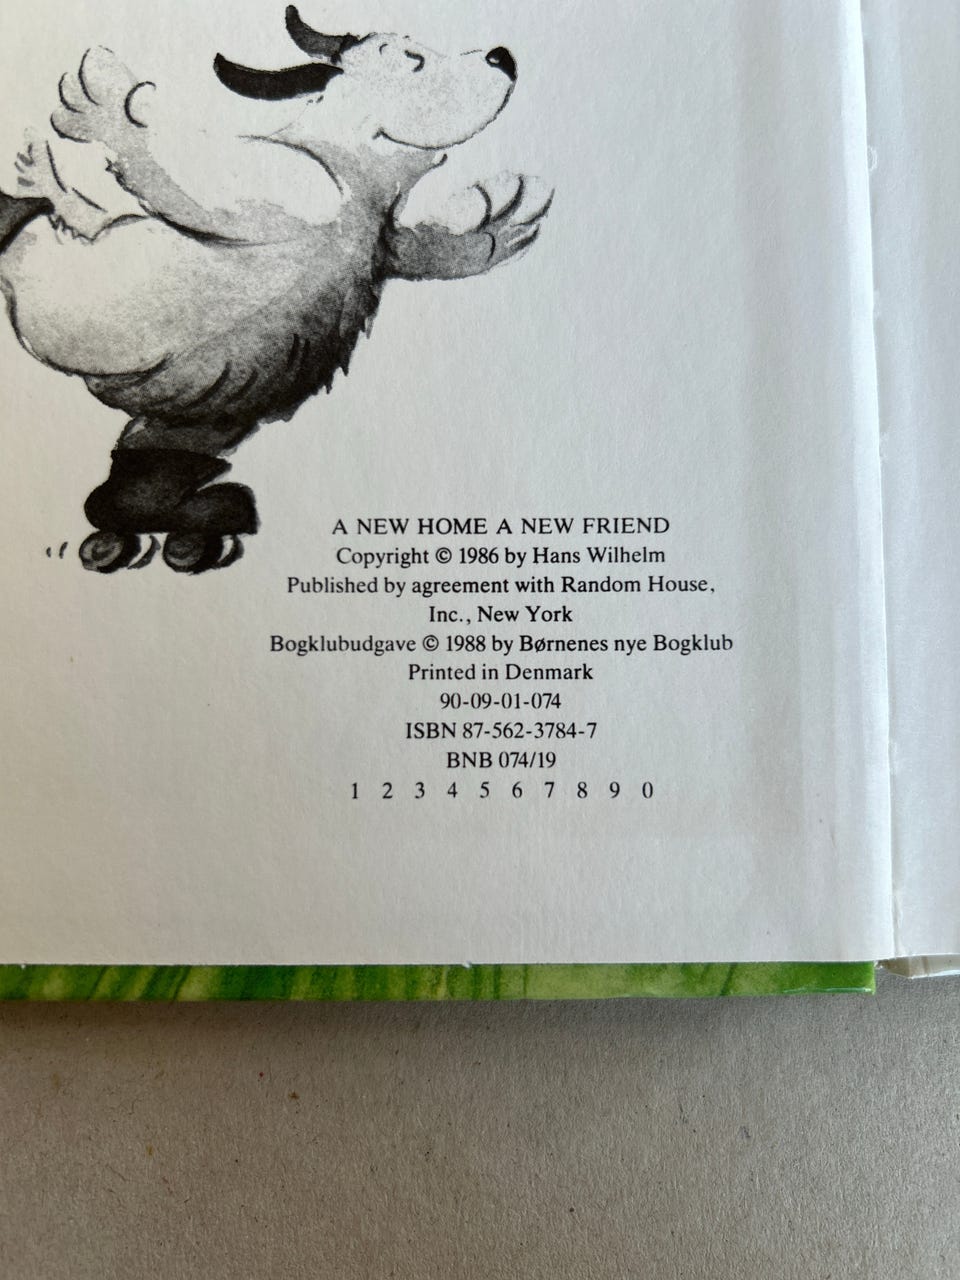 A NEW HOME A NEW FRIEND
Copyright © 1986 by Hans Wilhelm
Published by agreement with Random House,
Inc., New York
Bogklubudgave © 1988 by Børnenes nye Bogklub
Printed in Denmark
90-09-01-074
ISBN 87-562-3784-7
BNB 074/19
1 2 3 4 5 6 7 8 9 0